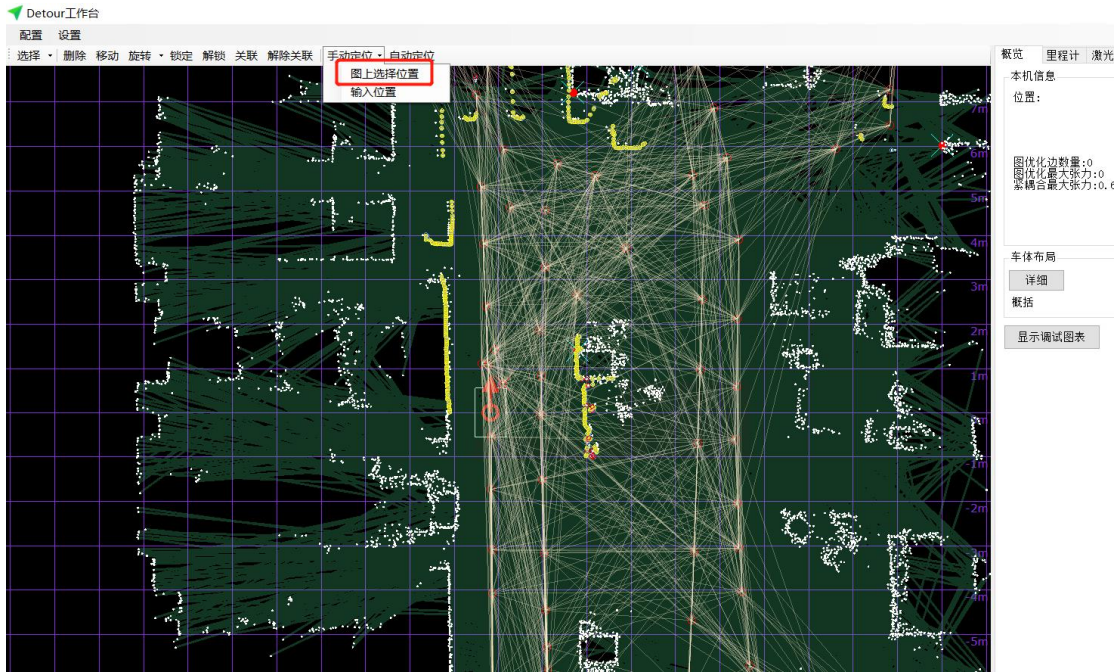 Detour工作台
配置 设置
选择 删除 移动 旋转 锁定 解锁 关联 解除关联 手动定位 自动定位
图上选择位置
输入位置
概览 里程计 激光
本机信息
位置:
图优化边数量:0
图优化最大张力:0
紧耦合最大张力:0.6
车体布局
详细
概括
显示调试图表
7m
6m
5m
4m
3m
2m
1m
-1m
-2m
-5m